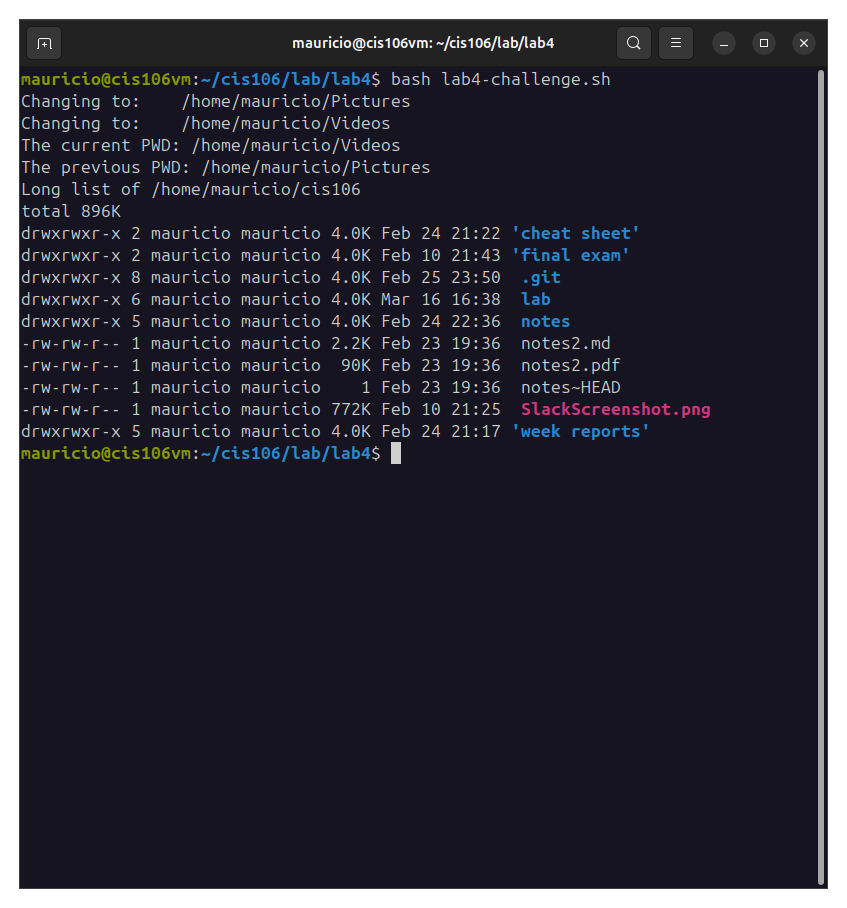 mauricio@cis106vm: ~/cis106/lab/lab4
mauricio@cis106vm:~/cis106/lab/lab4$ bash lab4-challenge.sh
Changing to:    /home/mauricio/Pictures
Changing to:    /home/mauricio/Videos
The current PWD: /home/mauricio/Videos
The previous PWD: /home/mauricio/Pictures
Long list of /home/mauricio/cis106
total 896K
drwxrwxr-x 2 mauricio mauricio 4.0K Feb 24 21:22 'cheat sheet'
drwxrwxr-x 2 mauricio mauricio 4.0K Feb 10 21:43 'final exam'
drwxrwxr-x 8 mauricio mauricio 4.0K Feb 25 23:50  .git
drwxrwxr-x 6 mauricio mauricio 4.0K Mar 16 16:38  lab
drwxrwxr-x 5 mauricio mauricio 4.0K Feb 24 22:36  notes
-rw-rw-r-- 1 mauricio mauricio 2.2K Feb 23 19:36  notes2.md
-rw-rw-r-- 1 mauricio mauricio  90K Feb 23 19:36  notes2.pdf
-rw-rw-r-- 1 mauricio mauricio    1 Feb 23 19:36  notes~HEAD
-rw-rw-r-- 1 mauricio mauricio 772K Feb 10 21:25  SlackScreenshot.png
drwxrwxr-x 5 mauricio mauricio 4.0K Feb 24 21:17 'week reports'
mauricio@cis106vm:~/cis106/lab/lab4$